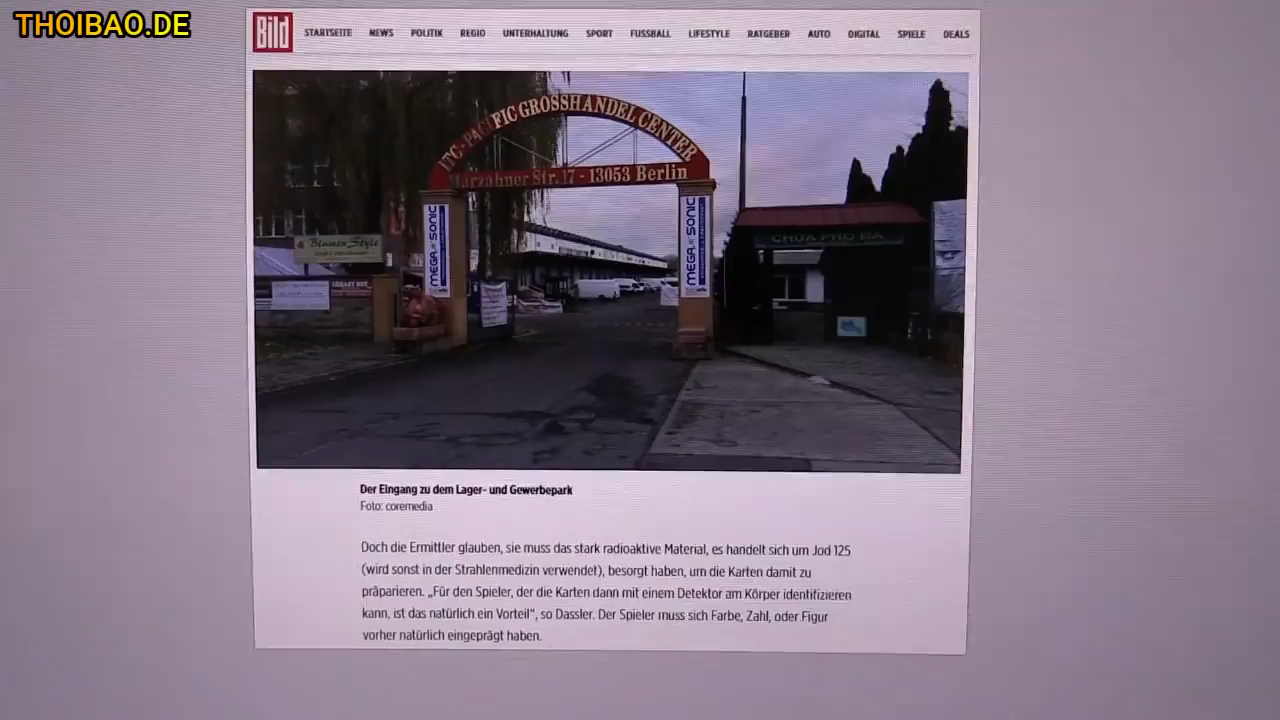 THOIBAO.DE
Bild
STARTSEITE NEWS POLITIK REGIO UNTERHALTUNG SPORT FUSSBALL LIFESTYLE RATGEBER AUTO DIGITAL SPIELE DEALS
ITC-PACIFIC GROSSHANDEL CENTER
Marzahner Str. 17 - 13053 Berlin
Blumen Style
MEGA SONIC
MEGA SONIC
CHUA PHO DA
Der Eingang zu dem Lager- und Gewerbepark
Foto: coremedia
Doch die Ermittler glauben, sie muss das stark radioaktive Material, es handelt sich um Jod 125
(wird sonst in der Strahlenmedizin verwendet), besorgt haben, um die Karten damit zu
präparieren. „Für den Spieler, der die Karten dann mit einem Detektor am Körper identifizieren
kann, ist das natürlich ein Vorteil“, so Dassler. Der Spieler muss sich Farbe, Zahl, oder Figur
vorher natürlich eingeprägt haben.